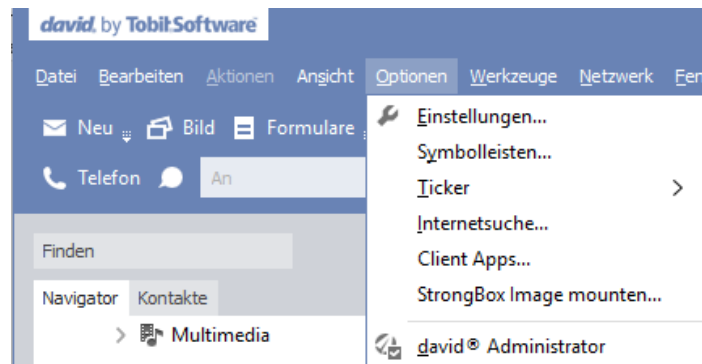 david, by Tobit.Software
Datei Bearbeiten Aktionen Ansicht Optionen Werkzeuge Netzwerk
Neu Bild Formulare
Telefon An
Finden
Navigator Kontakte
Multimedia
Einstellungen...
Symbolleisten...
Ticker
Internetsuche...
Client Apps...
StrongBox Image mounten...
david® Administrator